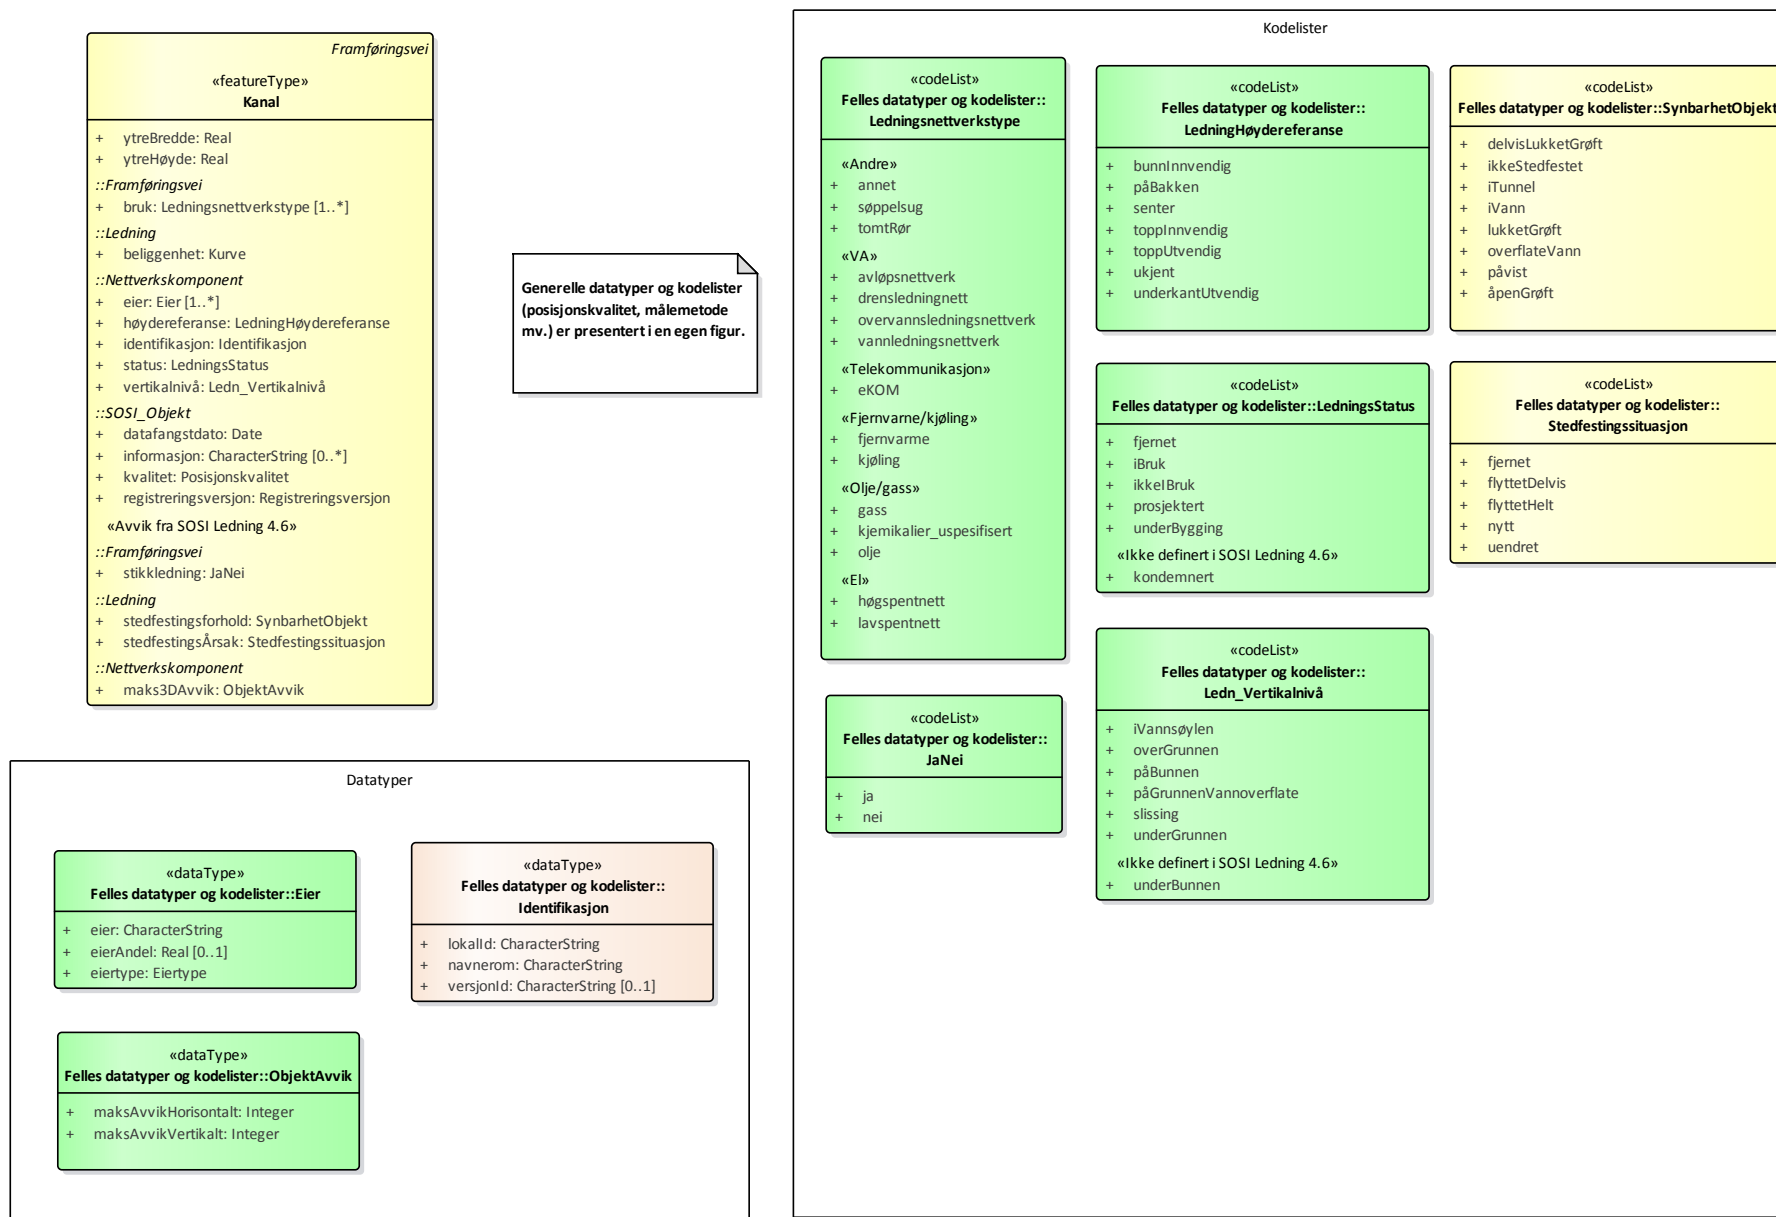 Framføringsvei
«featureType»
Kanal
+ ytreBredde: Real
+ ytreHøyde: Real
::Framføringsvei
+ bruk: Ledningsnettverkstype [1..*]
::Ledning
+ beliggenhet: Kurve
::Nettverkskomponent
+ eier: Eier [1..*]
+ høydereferanse: LedningHøydereferanse
+ identifikasjon: Identifikasjon
+ status: LedningsStatus
+ vertikalnivå: Ledn_Vertikalnivå
::SOSI_Objekt
+ datafangstdato: Date
+ informasjon: CharacterString [0..*]
+ kvalitet: Posisjonskvalitet
+ registreringsversjon: Registreringsversjon
«Avvik fra SOSI Ledning 4.6»
::Framføringsvei
+ stikkledning: JaNei
::Ledning
+ stedfestingsforhold: SynbarhetObjekt
+ stedfestingsÅrsak: Stedfestingssituasjon
::Nettverkskomponent
+ maks3DAvvik: ObjektAvvik
Generelle datatyper og kodelister
(posisjonskvalitet, målemetode
mv.) er presentert i en egen figur.
Datatyper
«dataType»
Felles datatyper og kodelister::Eier
+ eier: CharacterString
+ eierAndel: Real [0..1]
+ eiertype: Eiertype
«dataType»
Felles datatyper og kodelister::
Identifikasjon
+ lokalId: CharacterString
+ navnerom: CharacterString
+ versjonId: CharacterString [0..1]
«dataType»
Felles datatyper og kodelister::ObjektAvvik
+ maksAvvikHorisontalt: Integer
+ maksAvvikVertikalt: Integer
Kodelister
«codeList»
Felles datatyper og kodelister::
Ledningsnettverkstype
«Andre»
+ annet
+ søppelsug
+ tomtRør
«VA»
+ avløpsnettverk
+ drensledningnett
+ overvannsledningsnettverk
+ vannledningsnettverk
«Telekommunikasjon»
+ eKOM
«Fjernvarne/kjøling»
+ fjernvarme
+ kjøling
«Olje/gass»
+ gass
+ kjemikalier_uspesifisert
+ olje
«El»
+ høgspentnett
+ lavspentnett
«codeList»
Felles datatyper og kodelister::
JaNei
+ ja
+ nei
«codeList»
Felles datatyper og kodelister::
LedningHøydereferanse
+ bunnInnvendig
+ påBakken
+ senter
+ toppInnvendig
+ toppUtvendig
+ ukjent
+ underkantUtvendig
«codeList»
Felles datatyper og kodelister::LedningsStatus
+ fjernet
+ iBruk
+ ikkeIBruk
+ prosjektert
+ underBygging
«Ikke definert i SOSI Ledning 4.6»
+ kondemnert
«codeList»
Felles datatyper og kodelister::
Ledn_Vertikalnivå
+ iVannsøylen
+ overGrunnen
+ påBunnen
+ påGrunnenVannoverflate
+ slissing
+ underGrunnen
«Ikke definert i SOSI Ledning 4.6»
+ underBunnen
«codeList»
Felles datatyper og kodelister::SynbarhetObjekt
+ delvisLukketGrøft
+ ikkeStedfestet
+ iTunnel
+ iVann
+ lukketGrøft
+ overflateVann
+ påvist
+ åpenGrøft
«codeList»
Felles datatyper og kodelister::
Stedfestingssituasjon
+ fjernet
+ flyttetDelvis
+ flyttetHelt
+ nytt
+ uendret